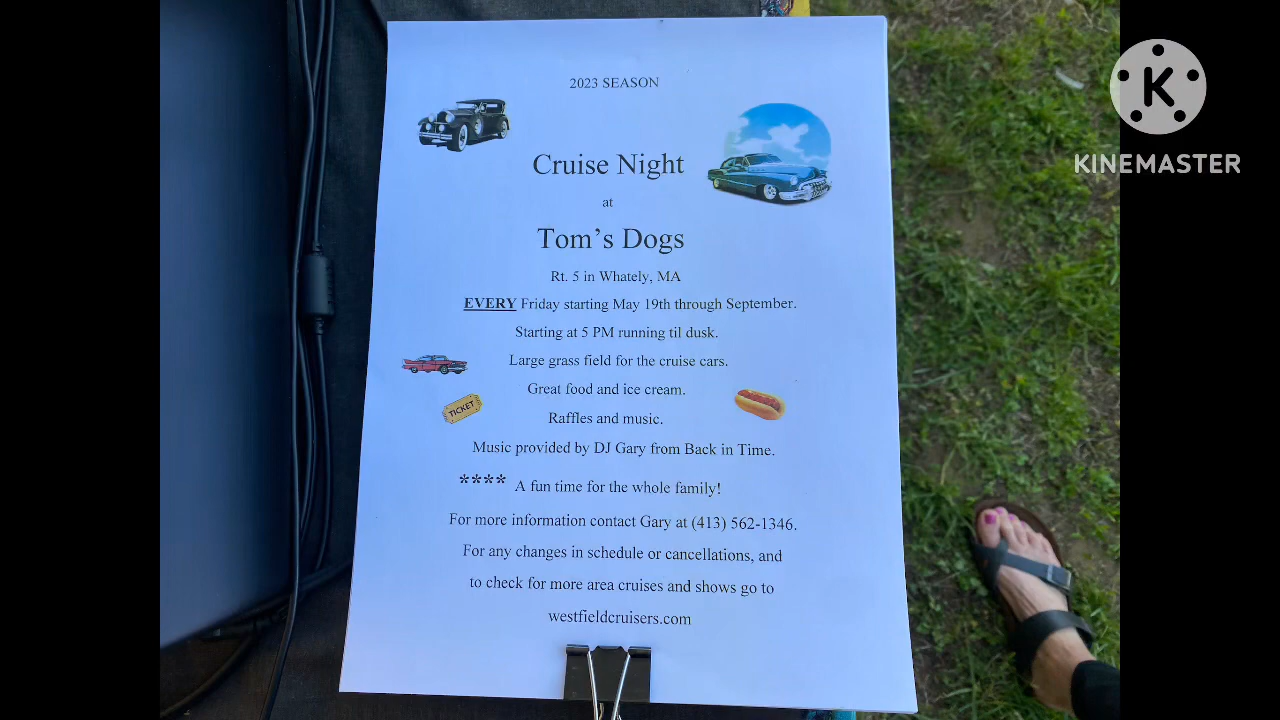 2023 SEASON
Cruise Night
at
Tom's Dogs
Rt. 5 in Whately, MA
EVERY Friday starting May 19th through September.
Starting at 5 PM running til dusk.
Large grass field for the cruise cars.
Great food and ice cream.
TICKET
Raffles and music.
Music provided by DJ Gary from Back in Time.
**** A fun time for the whole family!
For more information contact Gary at (413) 562-1346.
For any changes in schedule or cancellations, and
to check for more area cruises and shows go to
westfieldcruisers.com
K
KINEMASTER